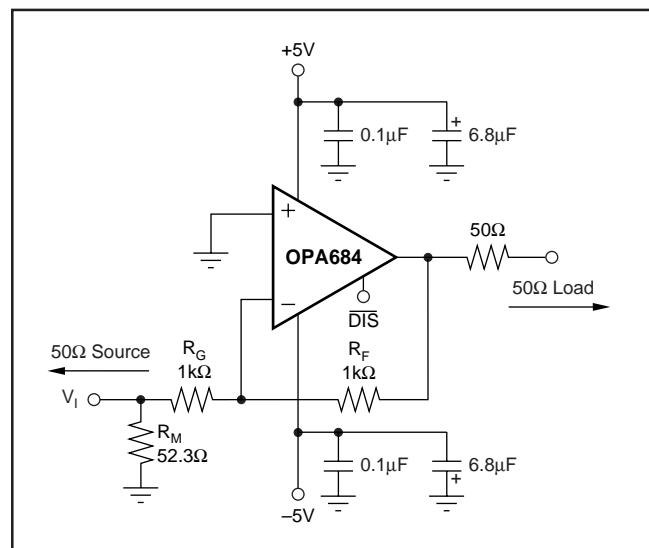 +5V
0.1µF
+
6.8µF
+
OPA684
–
50Ω
50Ω Load
DIS
50Ω Source
R_G
1kΩ
R_F
1kΩ
V_I
R_M
52.3Ω
0.1µF
6.8µF
+
–5V